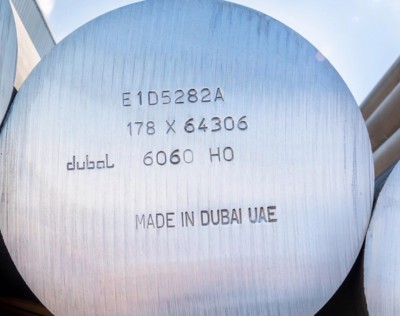 E1D5282A
178 X 64306
dubal 6060 HO
MADE IN DUBAI UAE